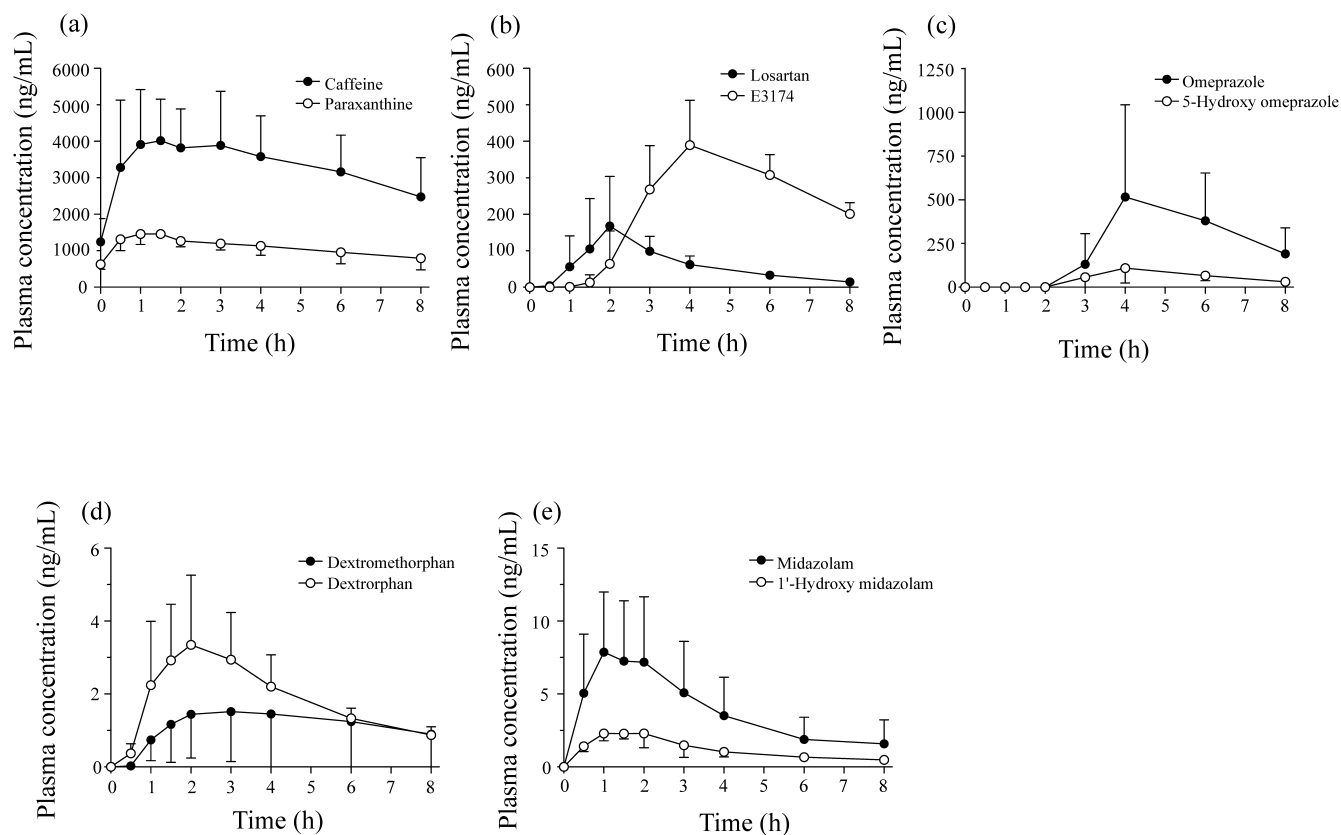 (a)
Plasma concentration (ng/mL)
6000
5000
4000
3000
2000
1000
0
Caffeine
Paraxanthine
0 1 2 3 4 5 6 7 8
Time (h)
(b)
Plasma concentration (ng/mL)
600
500
400
300
200
100
0
Losartan
E3174
0 1 2 3 4 5 6 7 8
Time (h)
(c)
Plasma concentration (ng/mL)
1250
1000
750
500
250
0
Omeprazole
5-Hydroxy omeprazole
0 1 2 3 4 5 6 7 8
Time (h)
(d)
Plasma concentration (ng/mL)
6
4
2
0
Dextromethorphan
Dextrorphan
0 1 2 3 4 5 6 7 8
Time (h)
(e)
Plasma concentration (ng/mL)
15
10
5
0
Midazolam
1'-Hydroxy midazolam
0 1 2 3 4 5 6 7 8
Time (h)